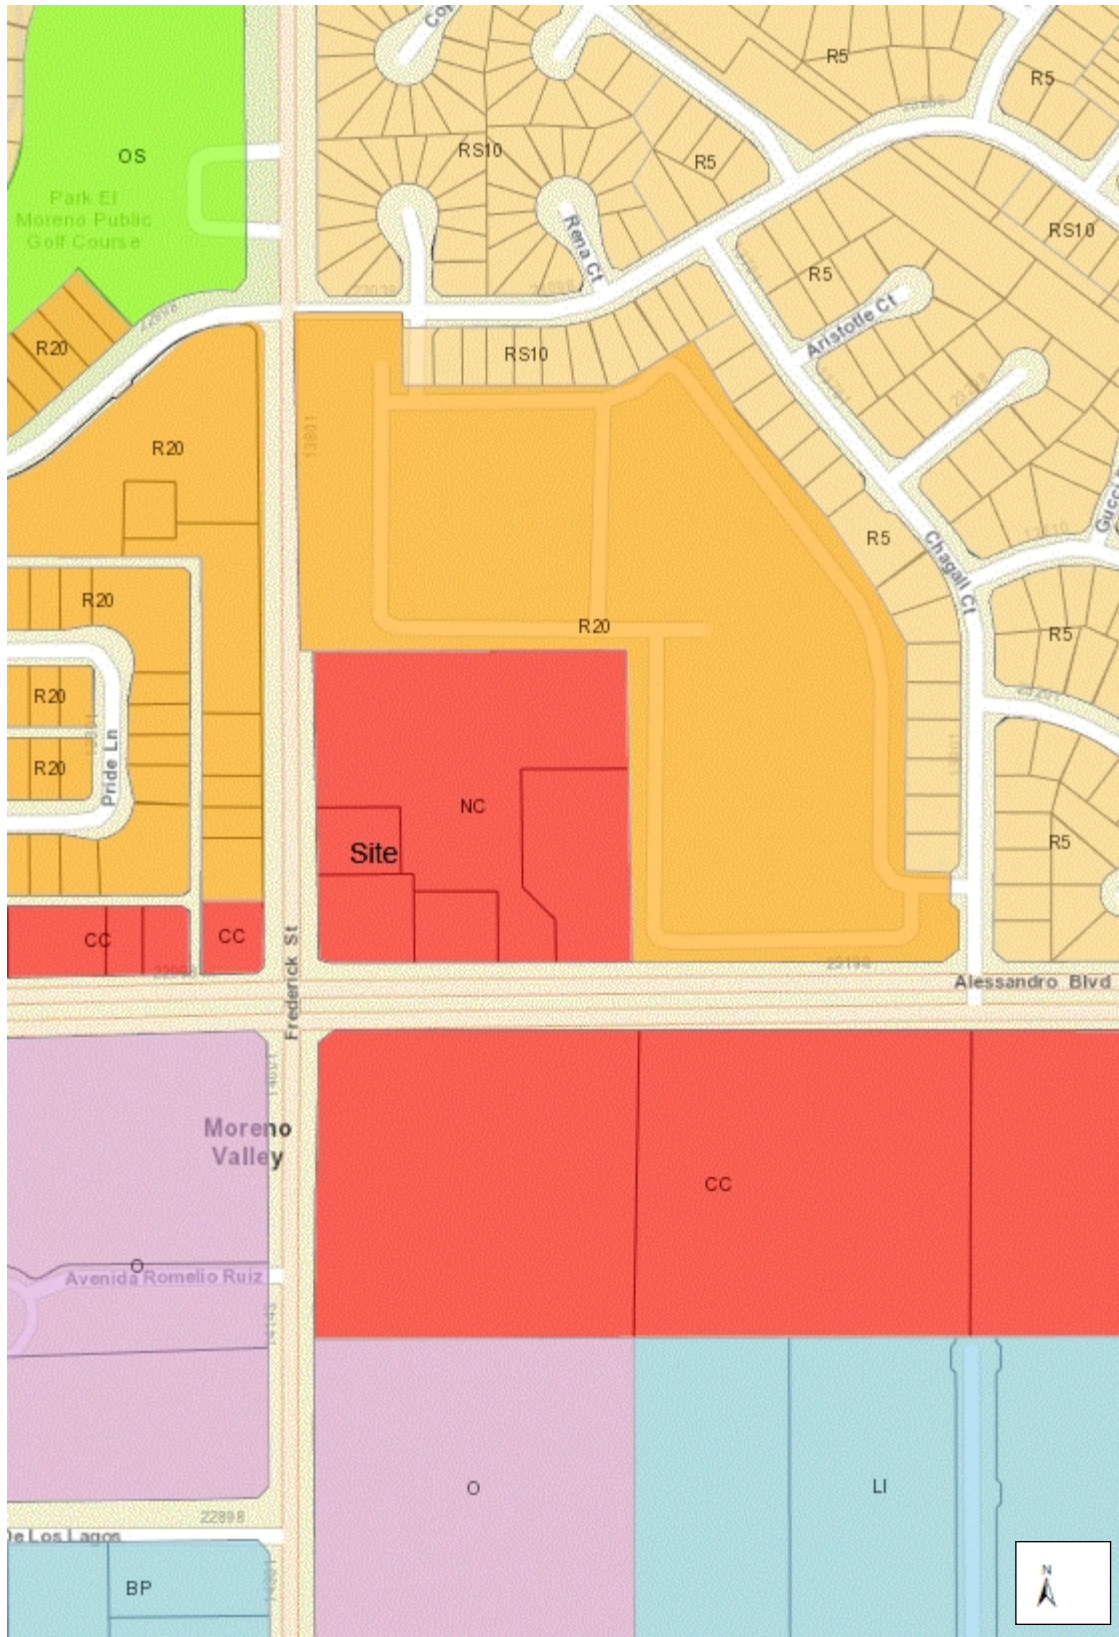 R5
R5
OS
RS10
R5
Park El
Moreno Public
Golf Course
Rena Ct
R5
RS10
Aristotle Ct
R20
RS10
13801
R20
R5
Chagall Ct
R20
R20
R5
R20
Pride Ln
R20
NC
Site
R5
CC
CC
Frederick St
Alessandro Blvd
Moreno
Valley
CC
O
Avenida Romelio Ruiz
O
LI
22898
De Los Lagos
BP
N